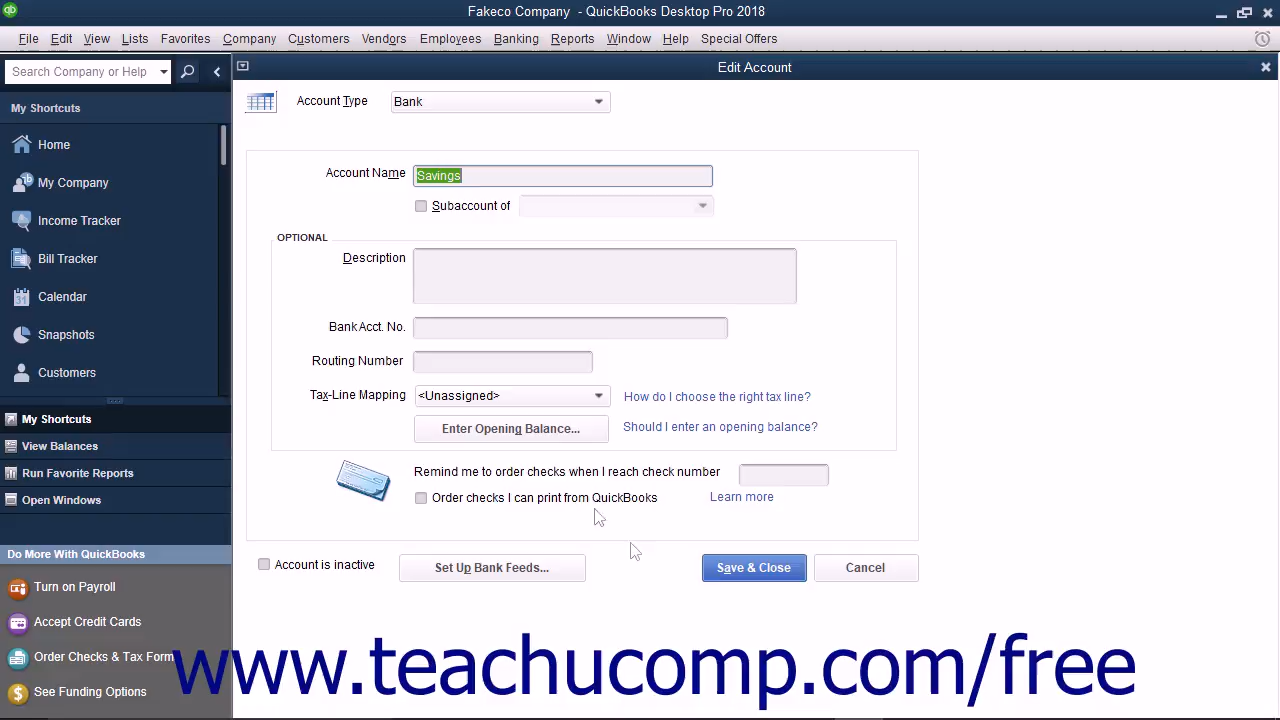 Fakeco Company - QuickBooks Desktop Pro 2018
File Edit View Lists Favorites Company Customers Vendors Employees Banking Reports Window Help Special Offers
Search Company or Help
Edit Account
My Shortcuts
Account Type Bank
Home
My Company
Income Tracker
Bill Tracker
Calendar
31
Snapshots
Customers
Account Name Savings
Subaccount of
OPTIONAL
Description
Bank Acct. No.
Routing Number
Tax-Line Mapping <Unassigned> How do I choose the right tax line?
Enter Opening Balance... Should I enter an opening balance?
Remind me to order checks when I reach check number
Order checks I can print from QuickBooks Learn more
My Shortcuts
View Balances
Run Favorite Reports
Open Windows
Do More With QuickBooks
Account is inactive Set Up Bank Feeds... Save & Close Cancel
Turn on Payroll
Accept Credit Cards
Order Checks & Tax Form
See Funding Options
www.teachucomp.com/free